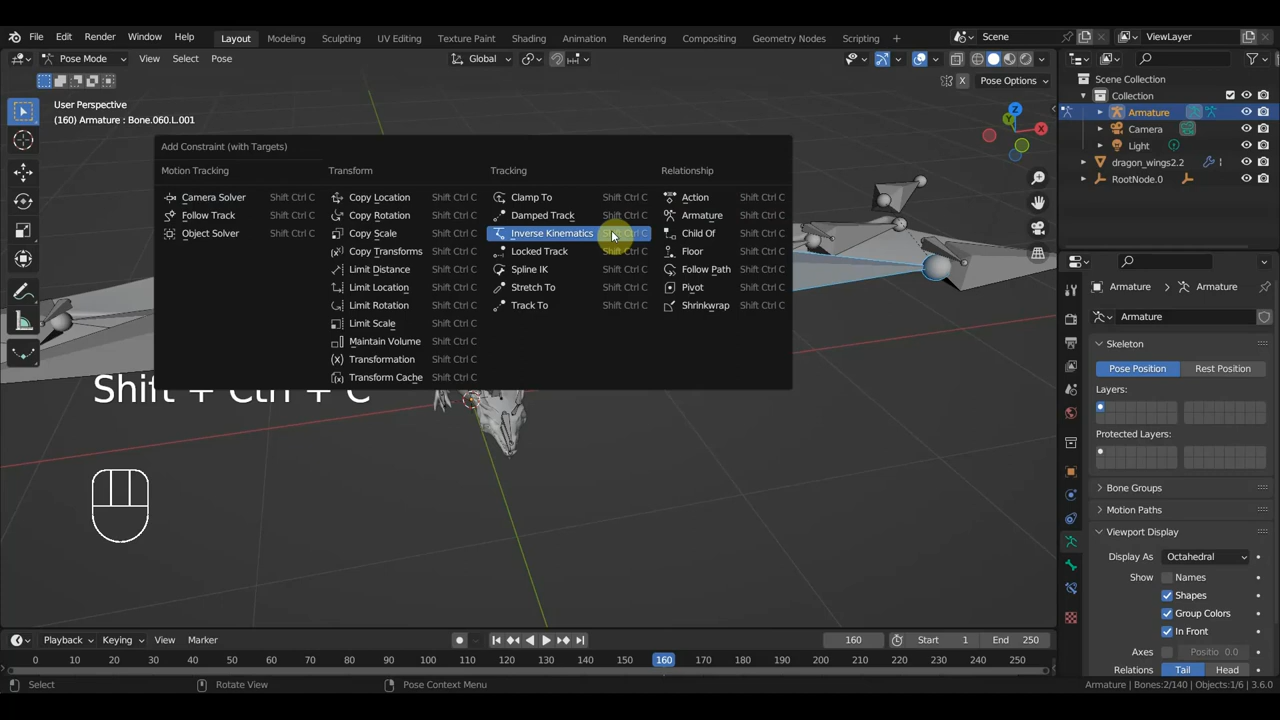 File Edit Render Window Help Layout Modeling Sculpting UV Editing Texture Paint Shading Animation Rendering Compositing Geometry Nodes Scripting + Scene ViewLayer
Pose Mode View Select Pose Global
X Pose Options
User Perspective
(160) Armature : Bone.060.L.001
Add Constraint (with Targets)
Motion Tracking Transform Tracking Relationship
Camera Solver Shift Ctrl C Copy Location Shift Ctrl C Clamp To Shift Ctrl C Action Shift Ctrl C
Follow Track Shift Ctrl C Copy Rotation Shift Ctrl C Damped Track Shift Ctrl C Armature Shift Ctrl C
Object Solver Shift Ctrl C Copy Scale Shift Ctrl C Inverse Kinematics Child Of Shift Ctrl C
Copy Transforms Shift Ctrl C Locked Track Shift Ctrl C Floor Shift Ctrl C
Limit Distance Shift Ctrl C Spline IK Shift Ctrl C Follow Path Shift Ctrl C
Limit Location Shift Ctrl C Stretch To Shift Ctrl C Pivot Shift Ctrl C
Limit Rotation Shift Ctrl C Track To Shift Ctrl C Shrinkwrap Shift Ctrl C
Limit Scale Shift Ctrl C
Maintain Volume Shift Ctrl C
Transformation Shift Ctrl C
Transform Cache Shift Ctrl C
Shift + Ctrl + C
X
Y
Z
Scene Collection
Collection
Armature
Camera
Light
dragon_wings2.2 1
RootNode.0
Armature > Armature
Armature
Skeleton
Pose Position Rest Position
Layers:
Protected Layers:
Bone Groups
Motion Paths
Viewport Display
Display As Octahedral
Show Names
Shapes
Group Colors
In Front
Axes Positio 0.0
Relations Tail Head
Playback Keying View Marker 160 Start 1 End 250
0 10 20 30 40 50 60 70 80 90 100 110 120 130 140 150 160 170 180 190 200 210 220 230 240 250
Select Rotate View Pose Context Menu Armature | Bones:2/140 | Objects:1/6 | 3.6.0